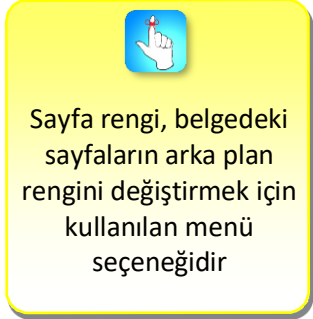 Sayfa rengi, belgedeki
sayfaların arka plan
rengini değiştirmek için
kullanılan menü
seçeneğidir